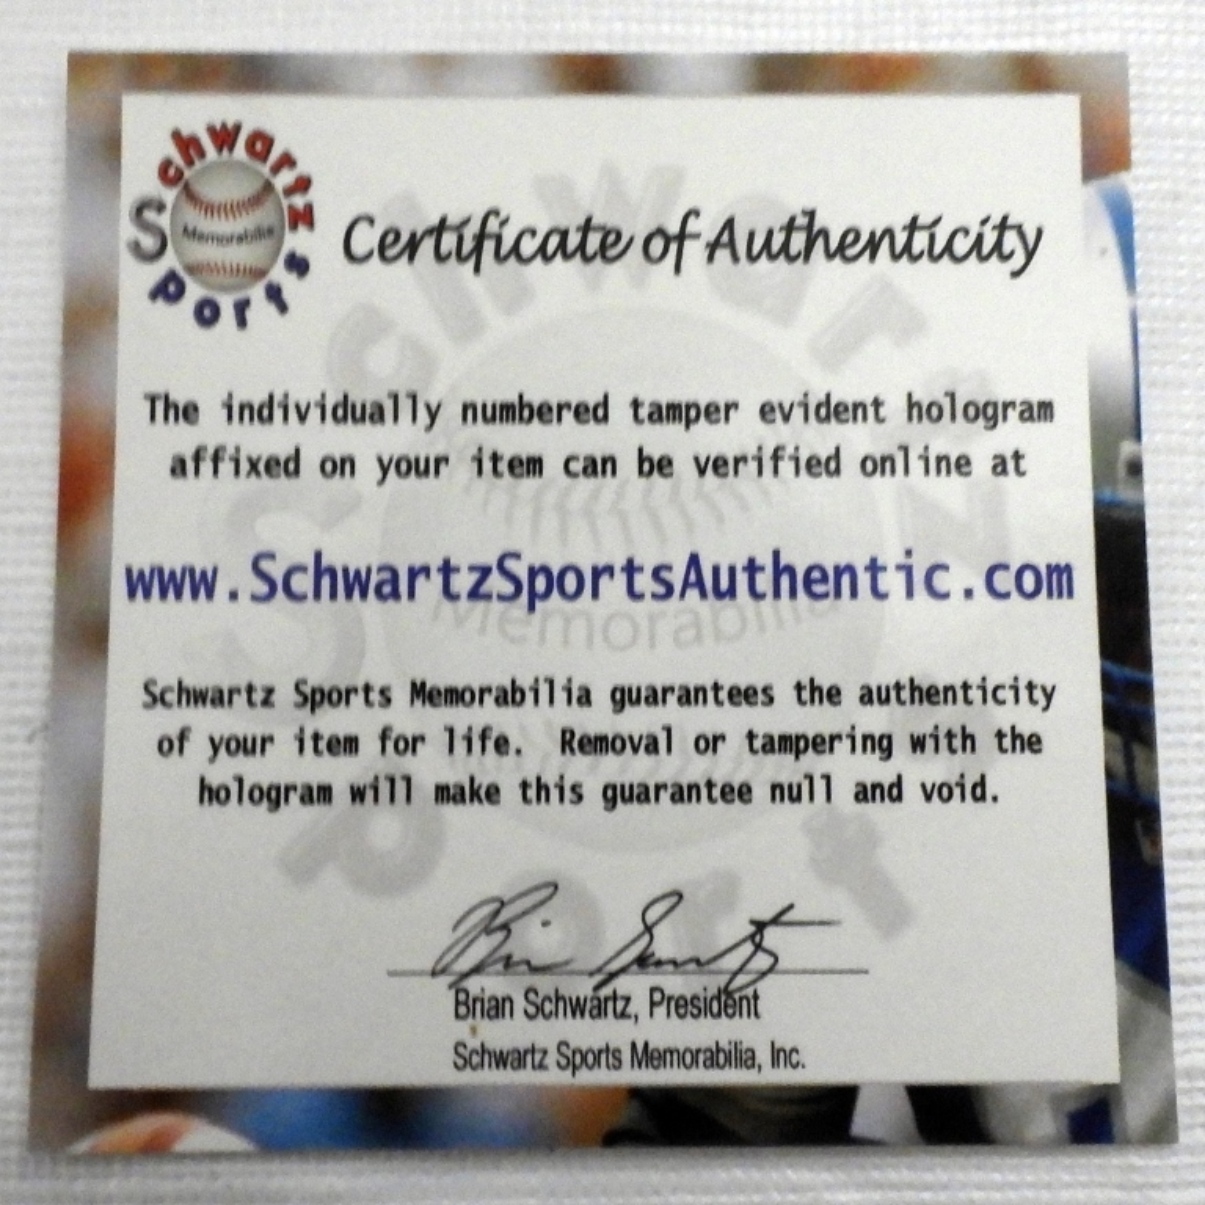 Schwartz
Sports
Memorabilia
Certificate of Authenticity
The individually numbered tamper evident hologram
affixed on your item can be verified online at
www.SchwartzSportsAuthentic.com
Schwartz Sports Memorabilia guarantees the authenticity
of your item for life. Removal or tampering with the
hologram will make this guarantee null and void.
Brian Schwartz
Brian Schwartz, President
Schwartz Sports Memorabilia, Inc.